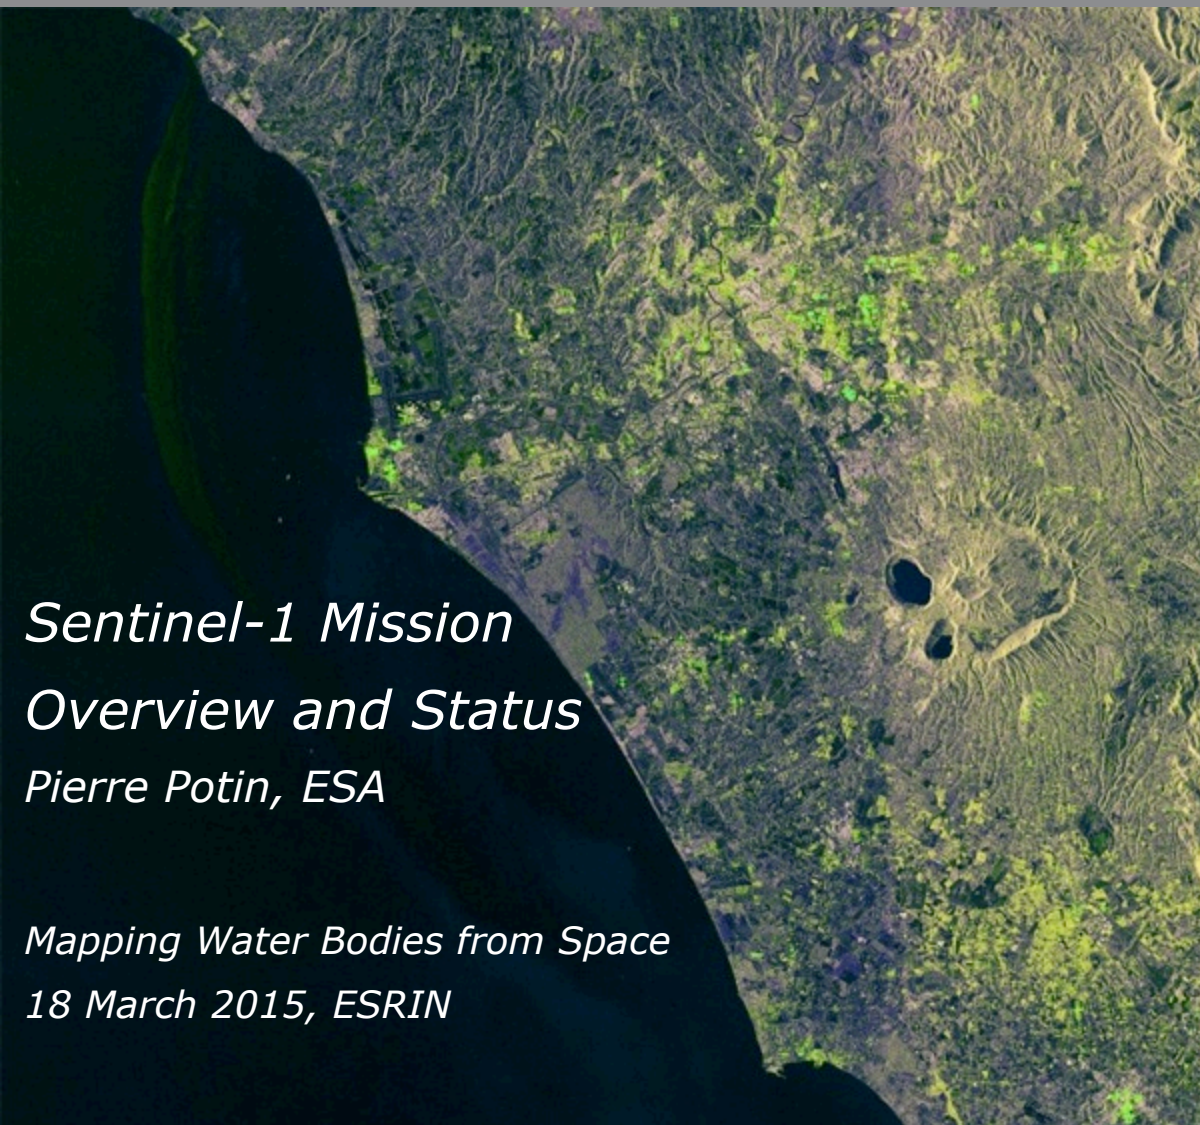 Sentinel-1 Mission
Overview and Status
Pierre Potin, ESA
Mapping Water Bodies from Space
18 March 2015, ESRIN